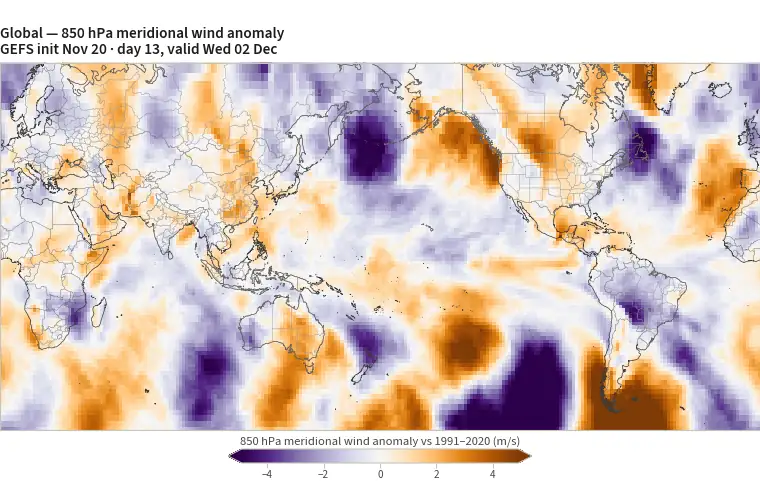 Global — 850 hPa meridional wind anomaly
GEFS init Nov 20 · day 13, valid Wed 02 Dec
850 hPa meridional wind anomaly vs 1991–2020 (m/s)
−4 −2 0 2 4